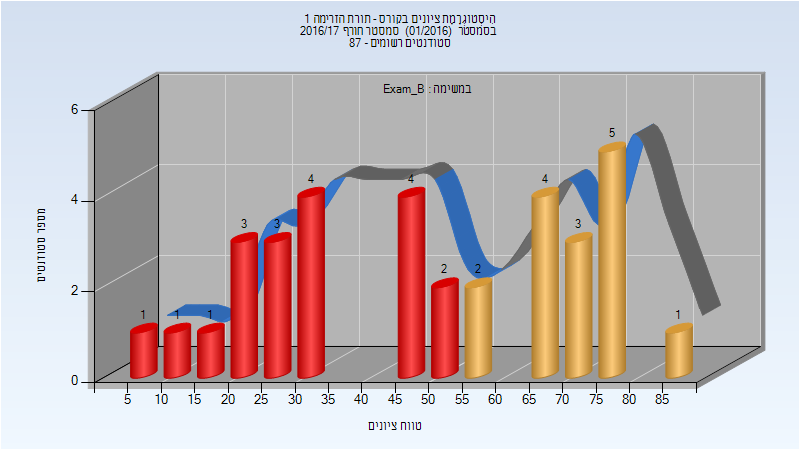 היסטוגרמת ציונים בקורס - תורת הזרימה 1
בסמסטר (01/2016) סמסטר חורף 2016/17
סטודנטים רשומים - 87
במשימה : Exam_B
מספר סטודנטים
6
4
2
0
1
1
1
3
3
4
4
2
2
4
3
5
1
5 10 15 20 25 30 35 40 45 50 55 60 65 70 75 80 85
טווח ציונים